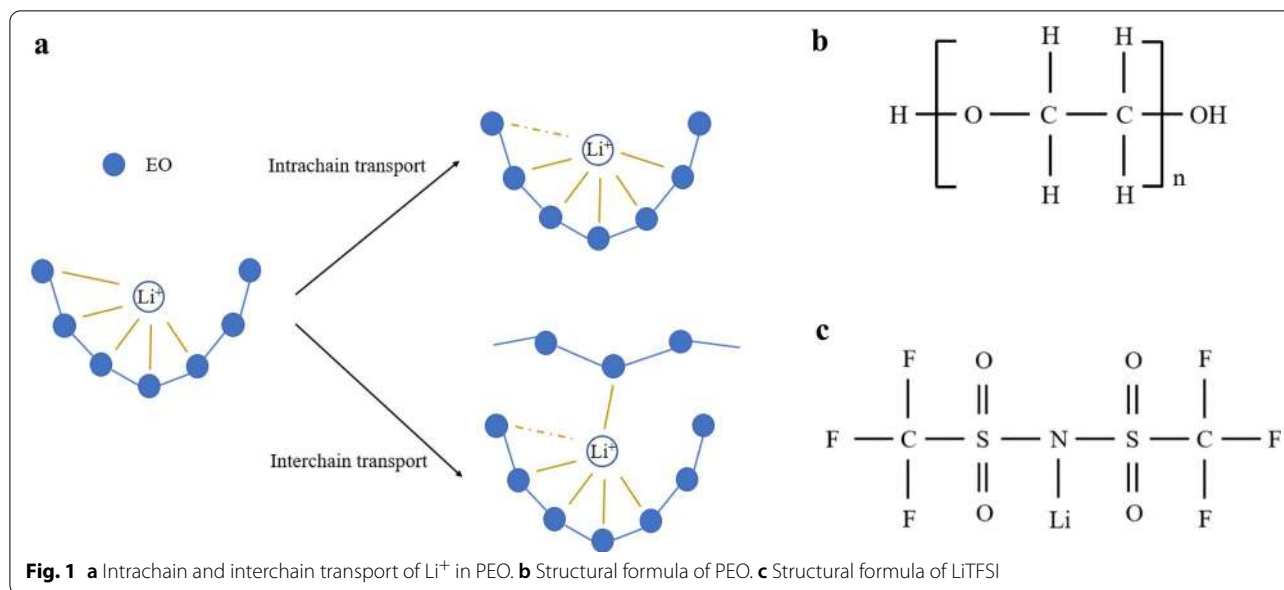 a
EO
Li⁺
Intrachain transport
Li⁺
Interchain transport
Li⁺
b
H H
H O C C OH
H H n
c
F O O F
F C S N S C F
F O Li O F
Fig. 1 a Intrachain and interchain transport of Li⁺ in PEO. b Structural formula of PEO. c Structural formula of LiTFSI